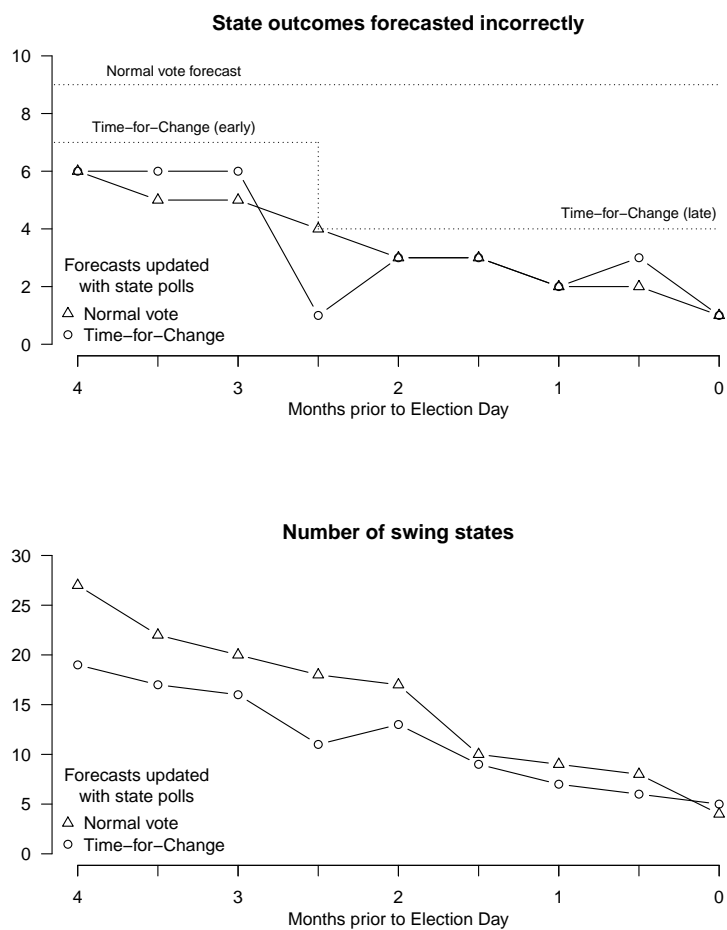 State outcomes forecasted incorrectly
10
8
6
4
2
0
Normal vote forecast
Time−for−Change (early)
Time−for−Change (late)
Forecasts updated
with state polls
Normal vote
Time−for−Change
4 3 2 1 0
Months prior to Election Day
Number of swing states
30
25
20
15
10
5
0
Forecasts updated
with state polls
Normal vote
Time−for−Change
4 3 2 1 0
Months prior to Election Day